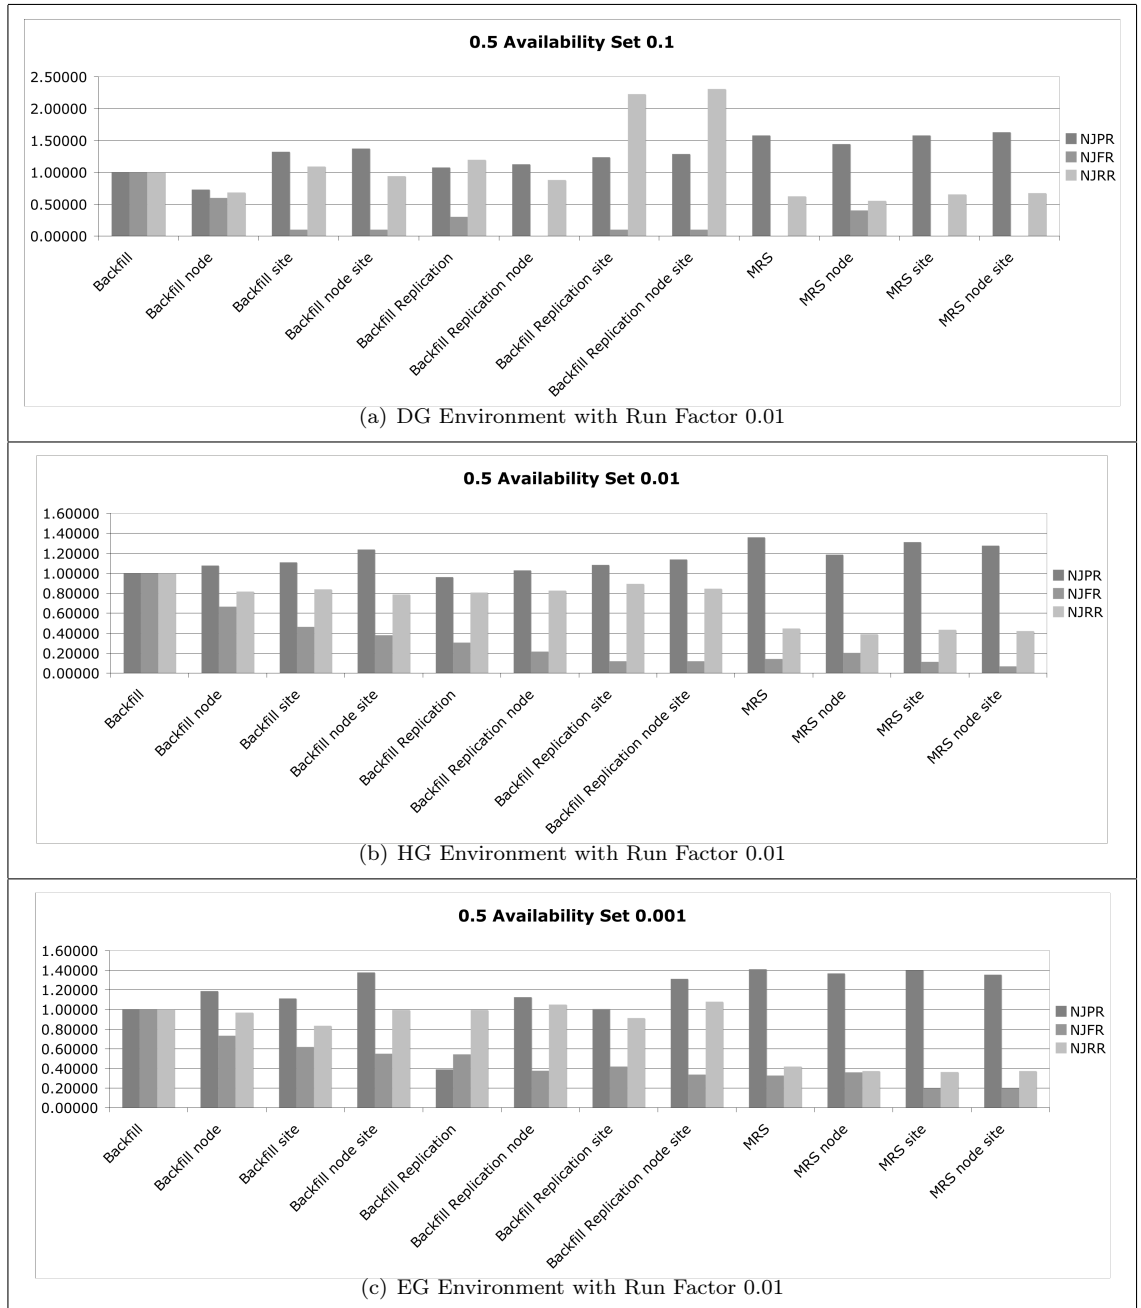 0.5 Availability Set 0.1
2.50000
2.00000
1.50000
1.00000
0.50000
0.00000
NJPR
NJFR
NJRR
Backfill
Backfill node
Backfill site
Backfill node site
Backfill Replication
Backfill Replication node
Backfill Replication site
Backfill Replication node site
MRS
MRS node
MRS site
MRS node site
(a) DG Environment with Run Factor 0.01
0.5 Availability Set 0.01
1.60000
1.40000
1.20000
1.00000
0.80000
0.60000
0.40000
0.20000
0.00000
NJPR
NJFR
NJRR
Backfill
Backfill node
Backfill site
Backfill node site
Backfill Replication
Backfill Replication node
Backfill Replication site
Backfill Replication node site
MRS
MRS node
MRS site
MRS node site
(b) HG Environment with Run Factor 0.01
0.5 Availability Set 0.001
1.60000
1.40000
1.20000
1.00000
0.80000
0.60000
0.40000
0.20000
0.00000
NJPR
NJFR
NJRR
Backfill
Backfill node
Backfill site
Backfill node site
Backfill Replication
Backfill Replication node
Backfill Replication site
Backfill Replication node site
MRS
MRS node
MRS site
MRS node site
(c) EG Environment with Run Factor 0.01